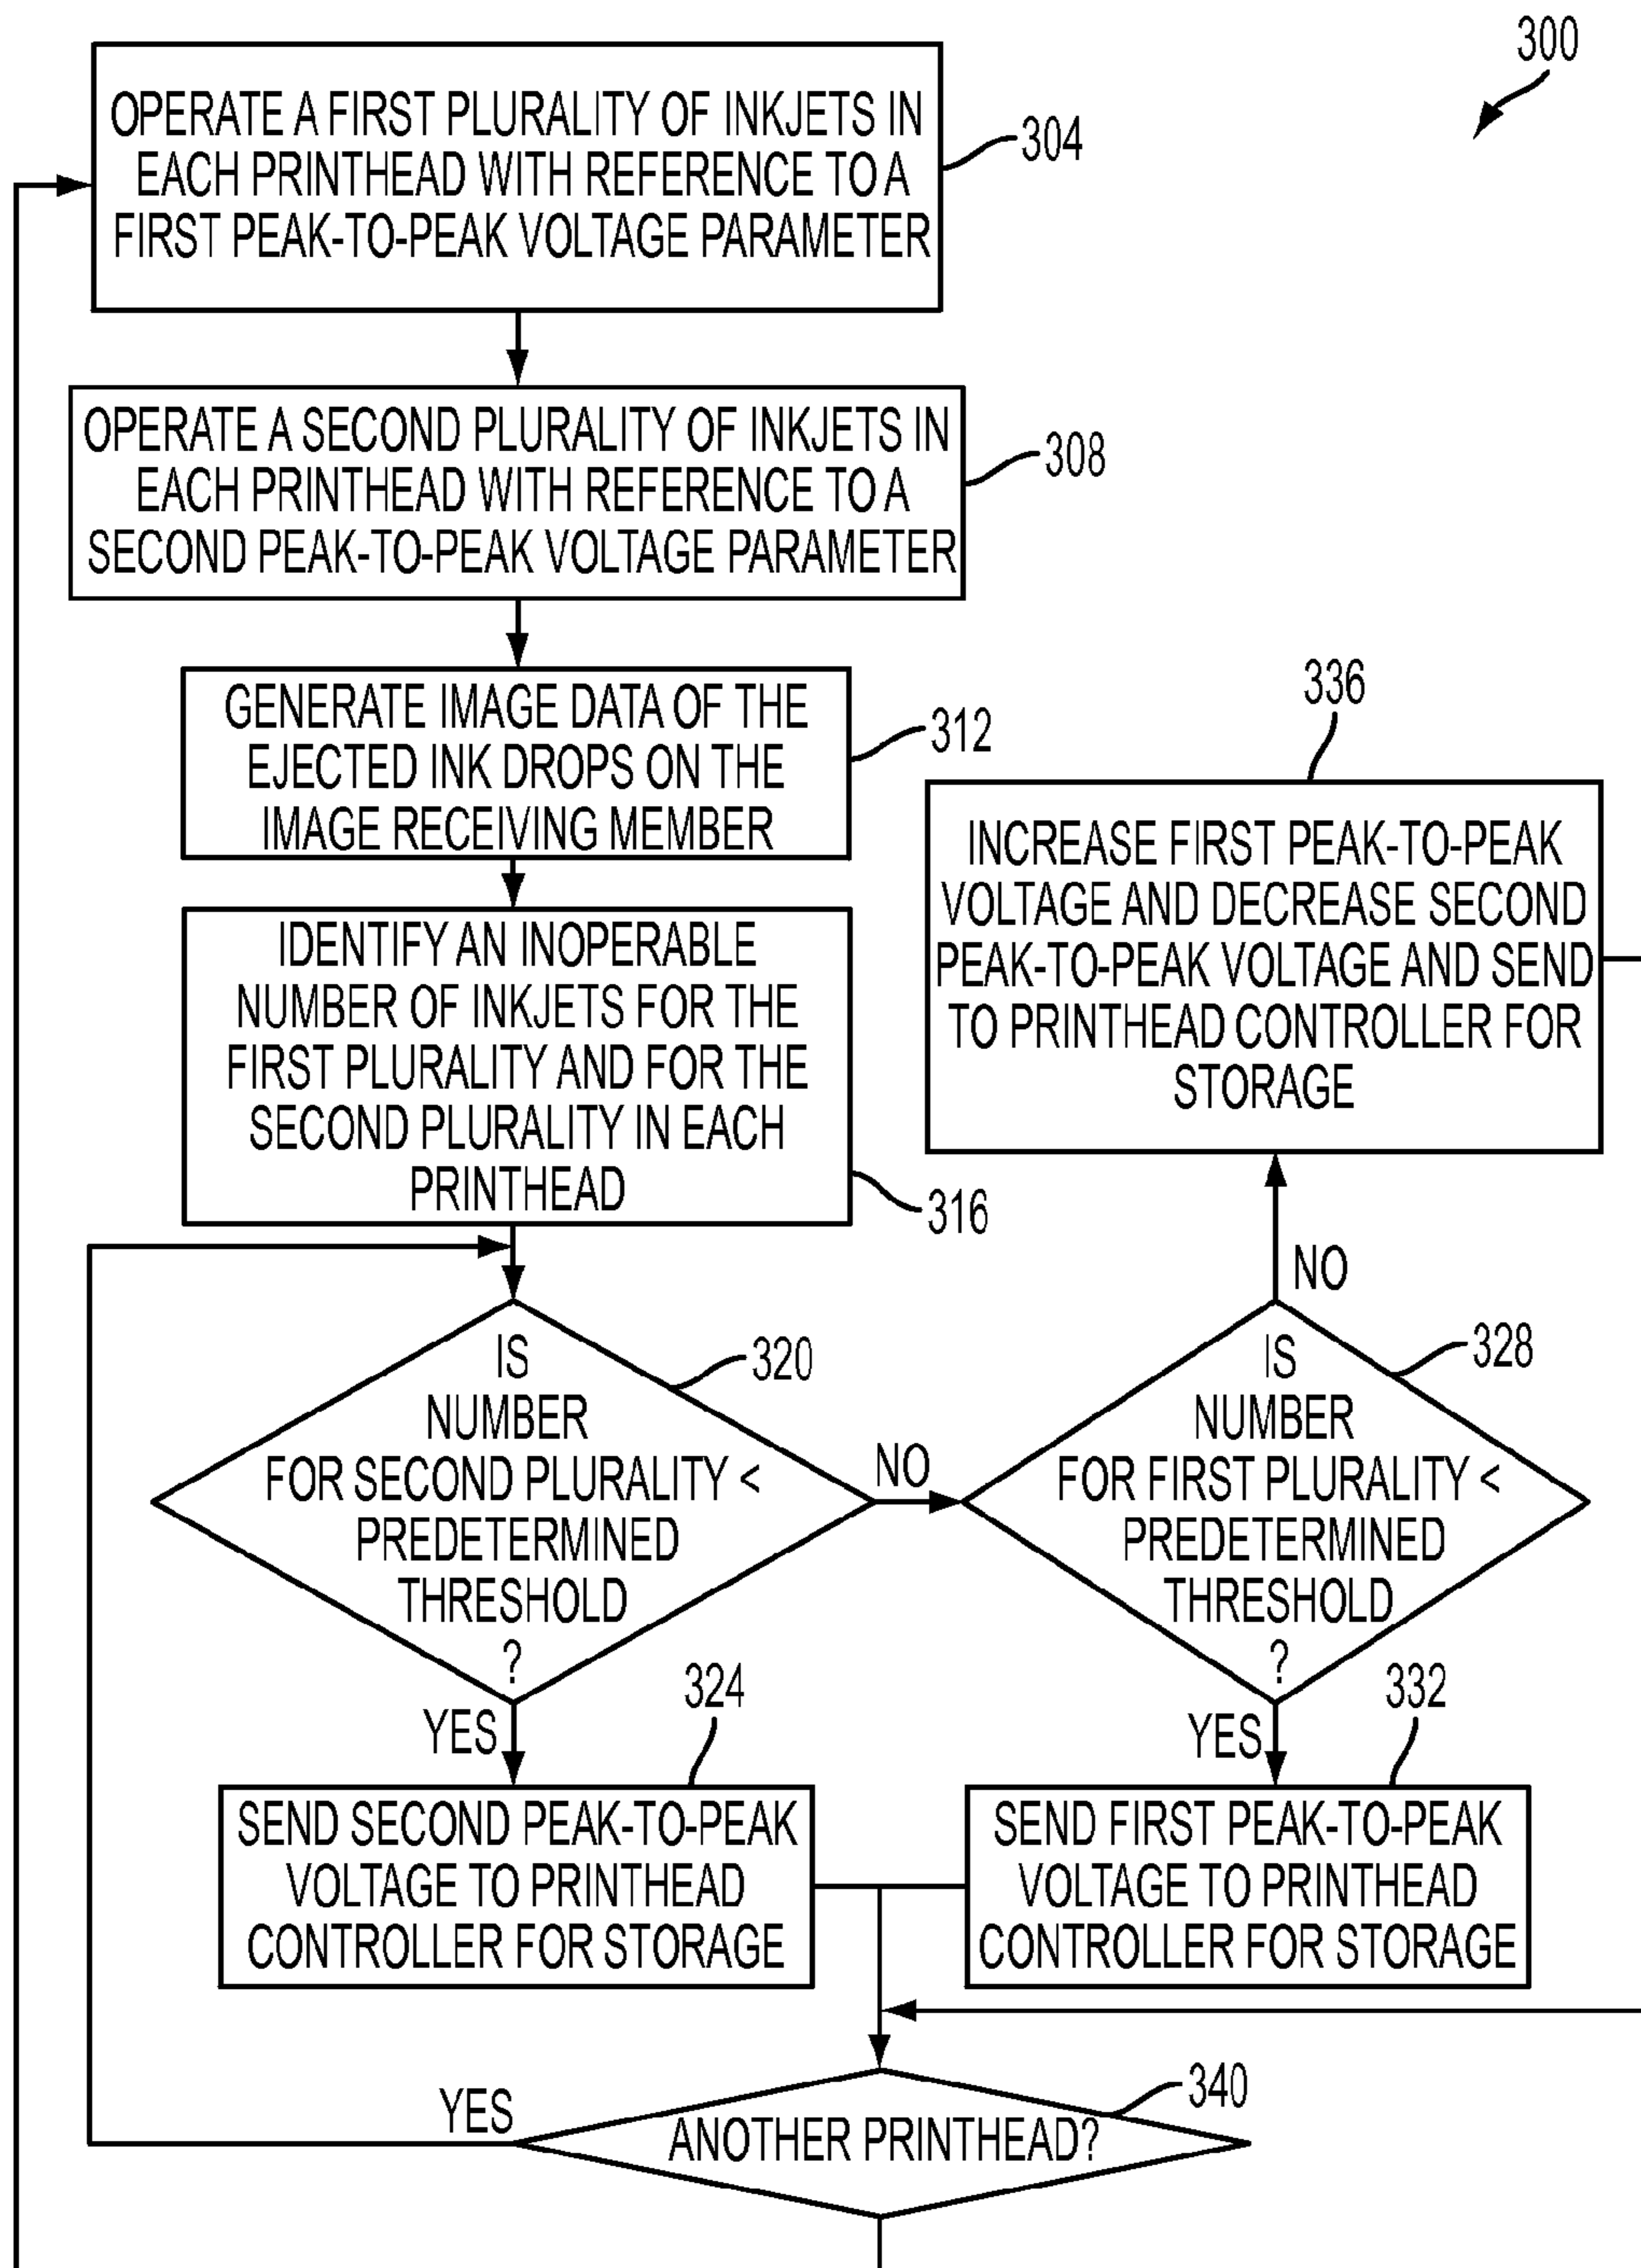 300
OPERATE A FIRST PLURALITY OF INKJETS IN
EACH PRINTHEAD WITH REFERENCE TO A
FIRST PEAK-TO-PEAK VOLTAGE PARAMETER
304
OPERATE A SECOND PLURALITY OF INKJETS IN
EACH PRINTHEAD WITH REFERENCE TO A
SECOND PEAK-TO-PEAK VOLTAGE PARAMETER
308
GENERATE IMAGE DATA OF THE
EJECTED INK DROPS ON THE
IMAGE RECEIVING MEMBER
312
IDENTIFY AN INOPERABLE
NUMBER OF INKJETS FOR THE
FIRST PLURALITY AND FOR THE
SECOND PLURALITY IN EACH
PRINTHEAD
316
336
INCREASE FIRST PEAK-TO-PEAK
VOLTAGE AND DECREASE SECOND
PEAK-TO-PEAK VOLTAGE AND SEND
TO PRINTHEAD CONTROLLER FOR
STORAGE
NO
IS
NUMBER
FOR SECOND PLURALITY <
PREDETERMINED
THRESHOLD
?
320
NO
IS
NUMBER
FOR FIRST PLURALITY <
PREDETERMINED
THRESHOLD
?
328
YES
324
YES
332
SEND SECOND PEAK-TO-PEAK
VOLTAGE TO PRINTHEAD
CONTROLLER FOR STORAGE
SEND FIRST PEAK-TO-PEAK
VOLTAGE TO PRINTHEAD
CONTROLLER FOR STORAGE
YES
ANOTHER PRINTHEAD?
340